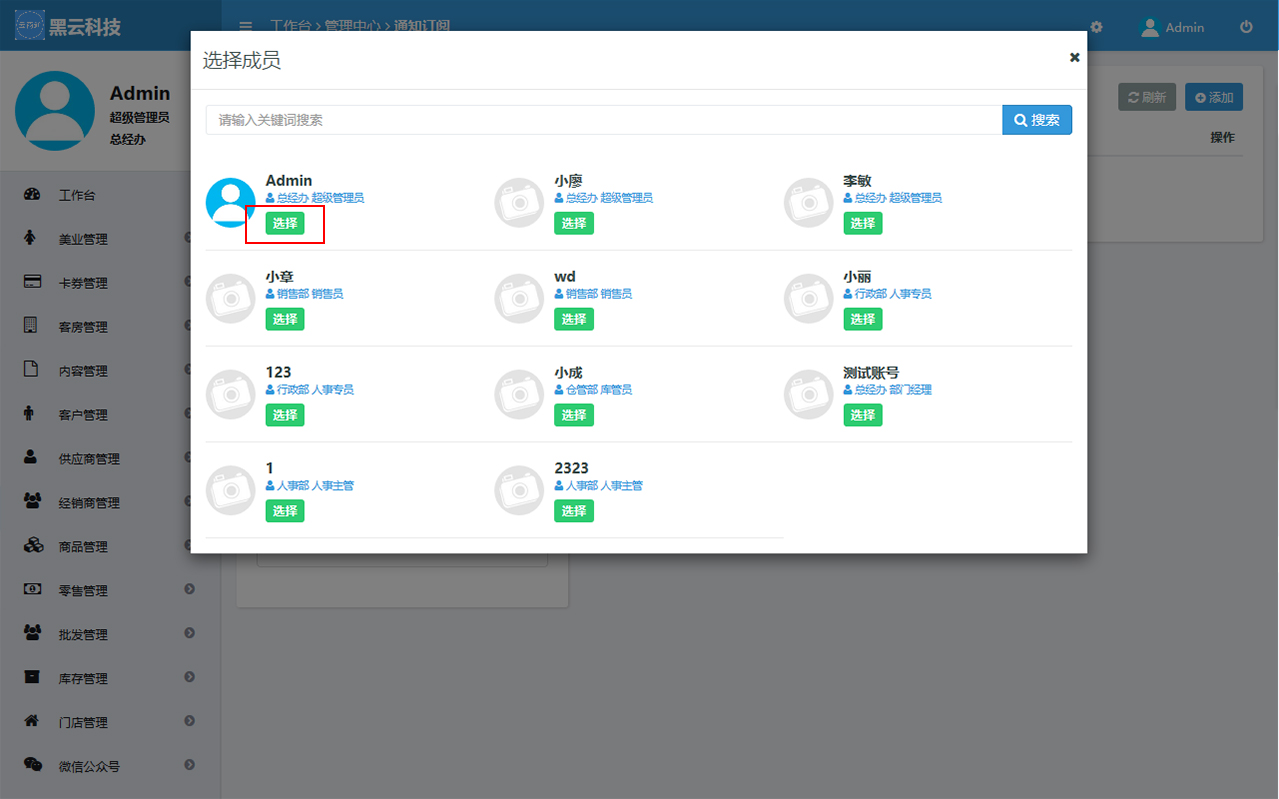 黑云科技
工作台 > 管理中心 > 通知订阅
Admin
Admin
超级管理员
总经办
刷新
添加
操作
工作台
美业管理
卡券管理
客房管理
内容管理
客户管理
供应商管理
经销商管理
商品管理
零售管理
批发管理
库存管理
门店管理
微信公众号
选择成员
请输入关键词搜索
搜索
Admin
总经办 超级管理员
选择
小廖
总经办 超级管理员
选择
李敏
总经办 超级管理员
选择
小章
销售部 销售员
选择
wd
销售部 销售员
选择
小丽
行政部 人事专员
选择
123
行政部 人事专员
选择
小成
仓管部 库管员
选择
测试账号
总经办 部门经理
选择
1
人事部 人事主管
选择
2323
人事部 人事主管
选择